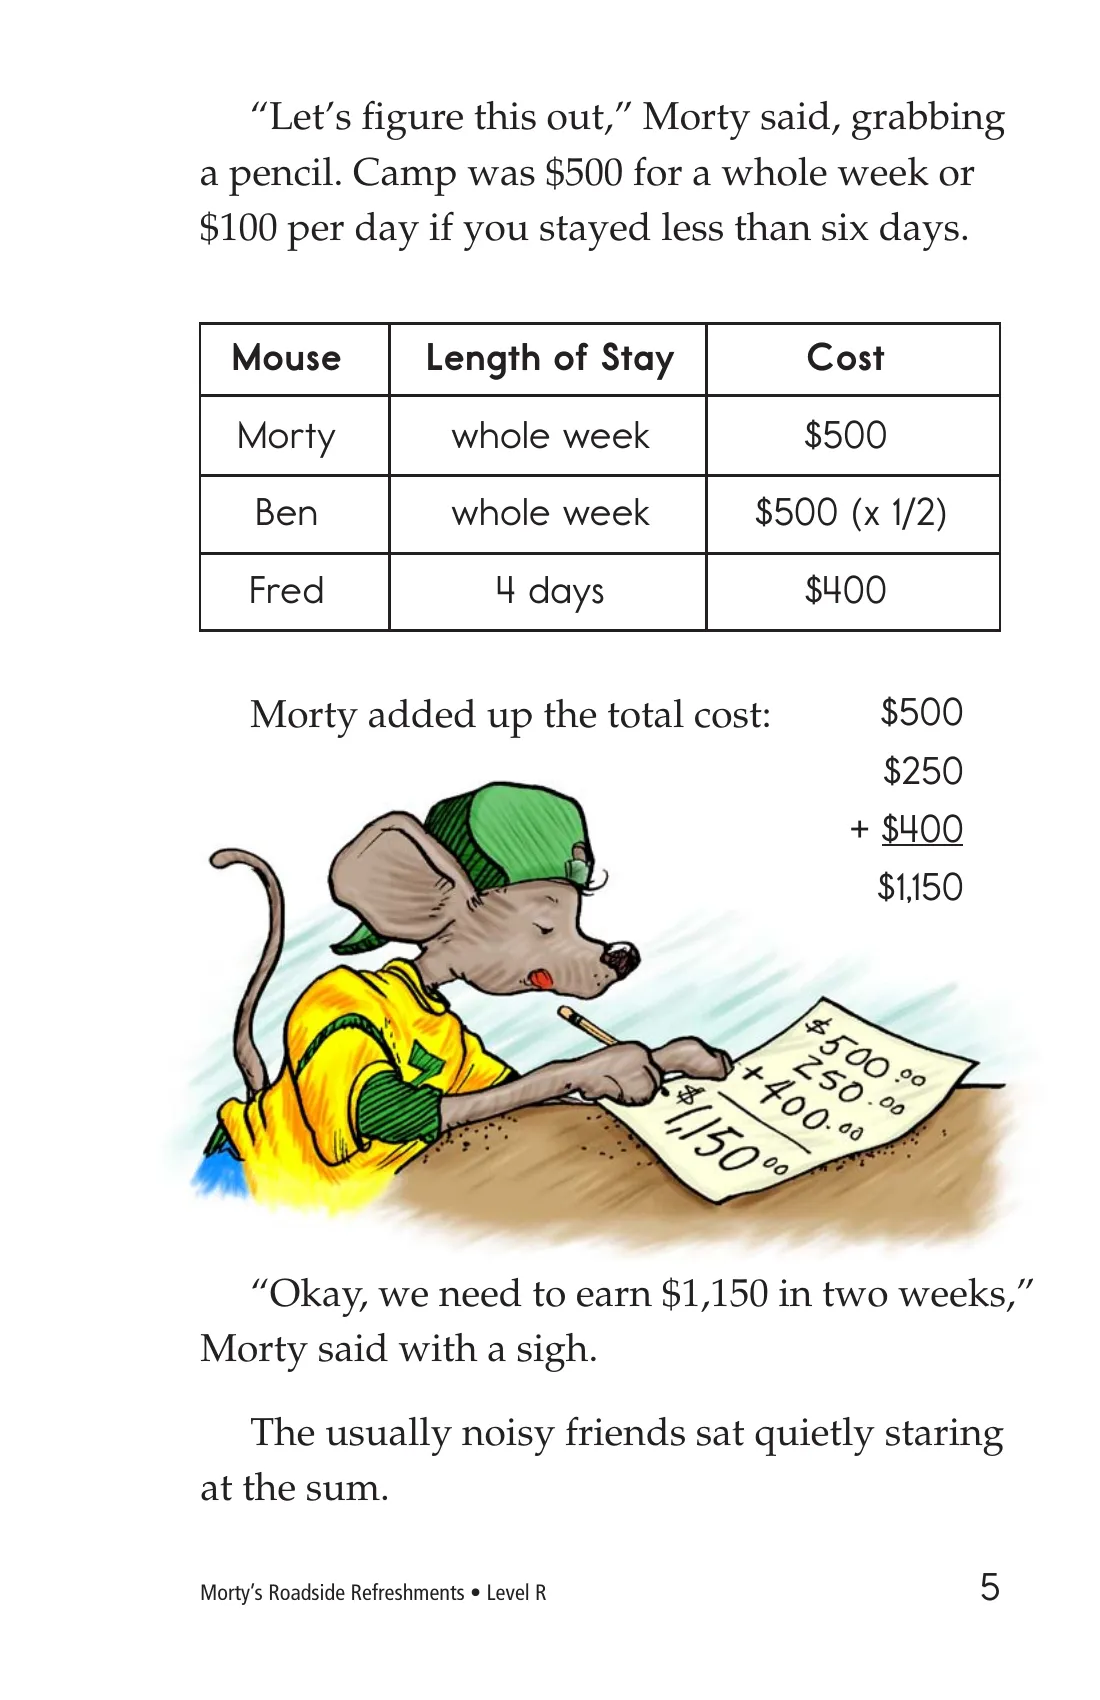 “Let’s figure this out,” Morty said, grabbing
a pencil. Camp was $500 for a whole week or
$100 per day if you stayed less than six days.
Mouse Length of Stay Cost
Morty whole week $500
Ben whole week $500 (x 1/2)
Fred 4 days $400
Morty added up the total cost: $500
$250
+ $400
$1,150
$500.00
250.00
+400.00
$1,150 00
“Okay, we need to earn $1,150 in two weeks,”
Morty said with a sigh.
The usually noisy friends sat quietly staring
at the sum.
Morty’s Roadside Refreshments • Level R 5